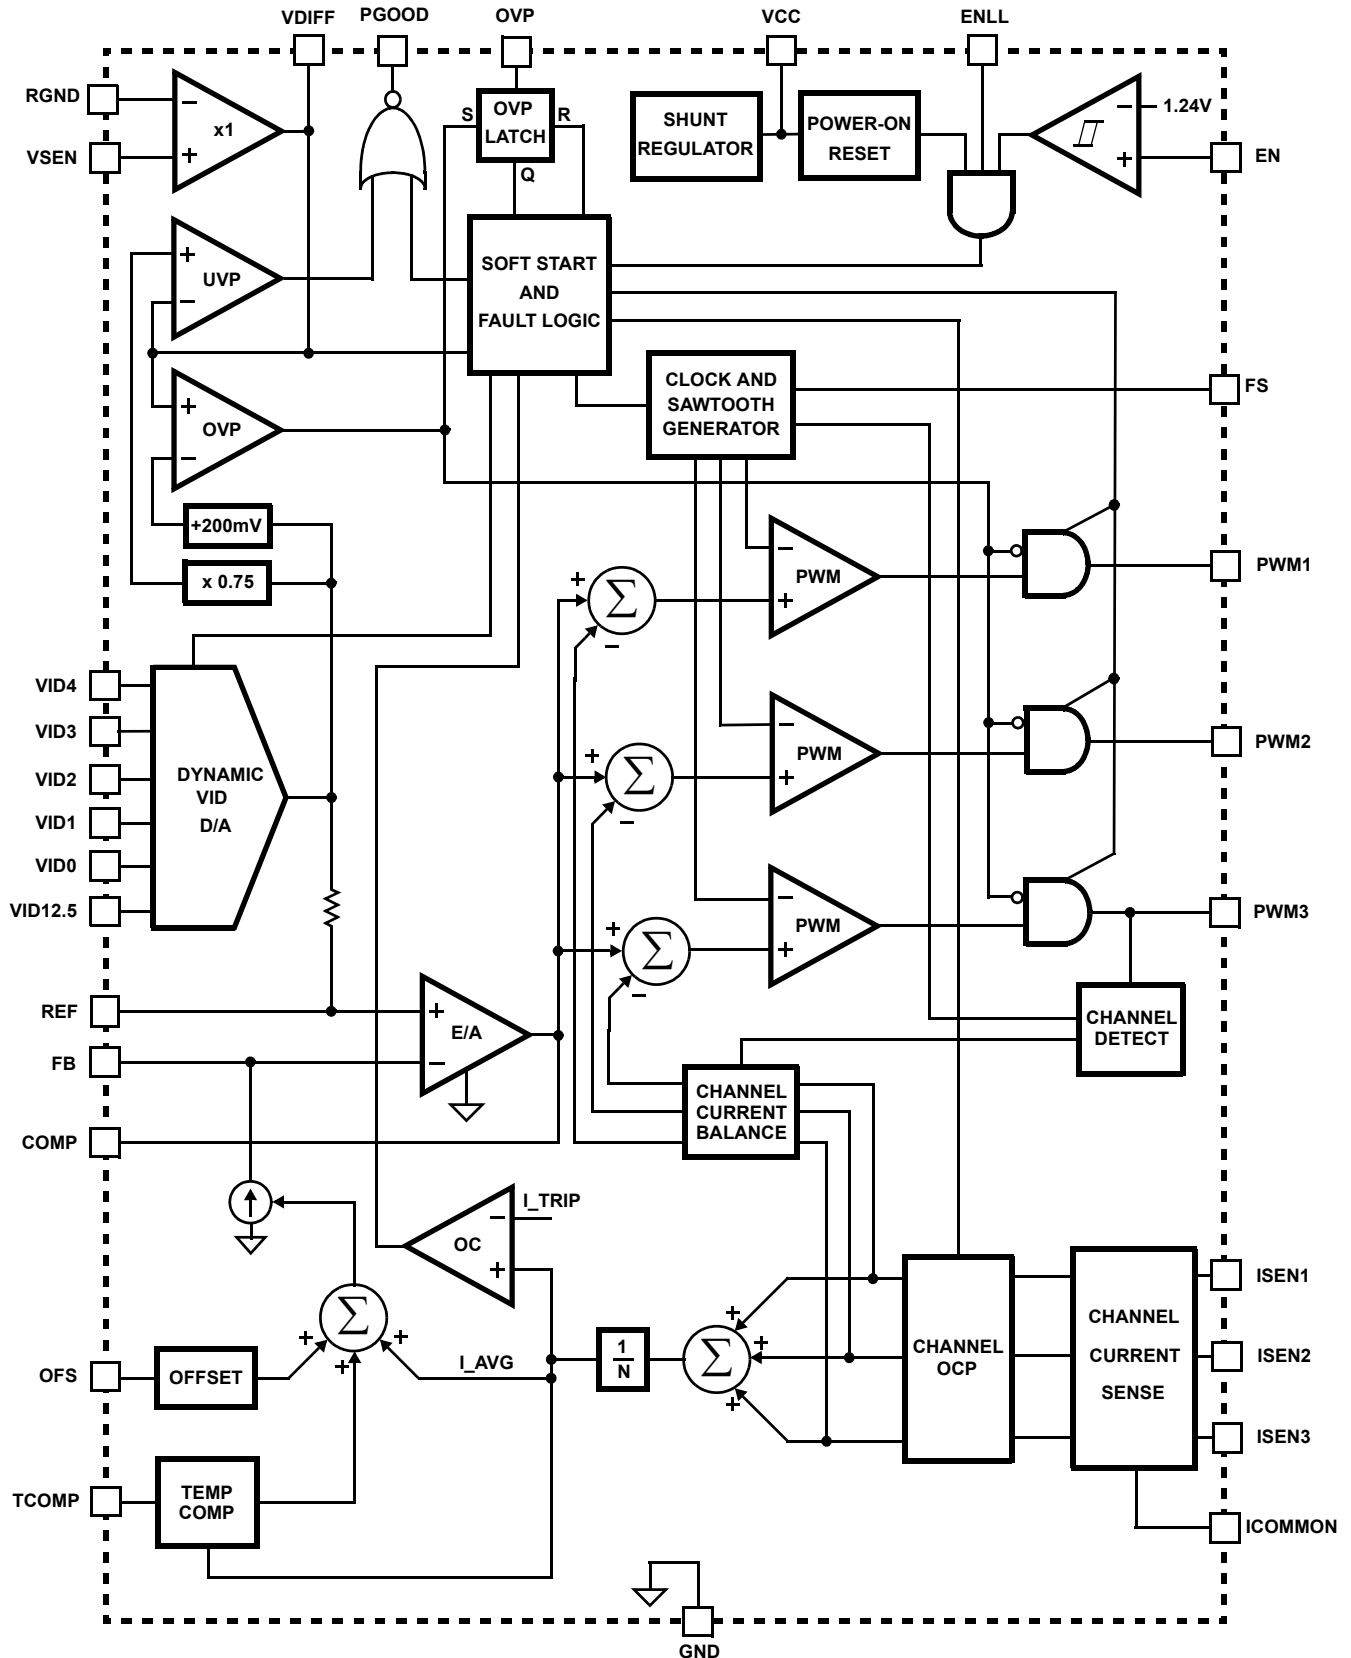 VDIFF
PGOOD
OVP
VCC
ENLL
RGND
VSEN
−
x1
+
S
OVP
LATCH
R
Q
SHUNT
REGULATOR
POWER-ON
RESET
−
1.24V
+
EN
+
UVP
−
SOFT START
AND
FAULT LOGIC
+
OVP
−
CLOCK AND
SAWTOOTH
GENERATOR
FS
+200mV
x 0.75
+
Σ
−
−
PWM
+
PWM1
VID4
VID3
VID2
VID1
VID0
VID12.5
DYNAMIC
VID
D/A
+
Σ
−
−
PWM
+
PWM2
+
Σ
−
−
PWM
+
PWM3
REF
FB
COMP
+
E/A
−
CHANNEL
DETECT
CHANNEL
CURRENT
BALANCE
I_TRIP
−
OC
+
OFS
OFFSET
Σ
+
+
+
I_AVG
1
N
Σ
+
+
+
CHANNEL
OCP
CHANNEL
CURRENT
SENSE
ISEN1
ISEN2
ISEN3
TCOMP
TEMP
COMP
ICOMMON
GND